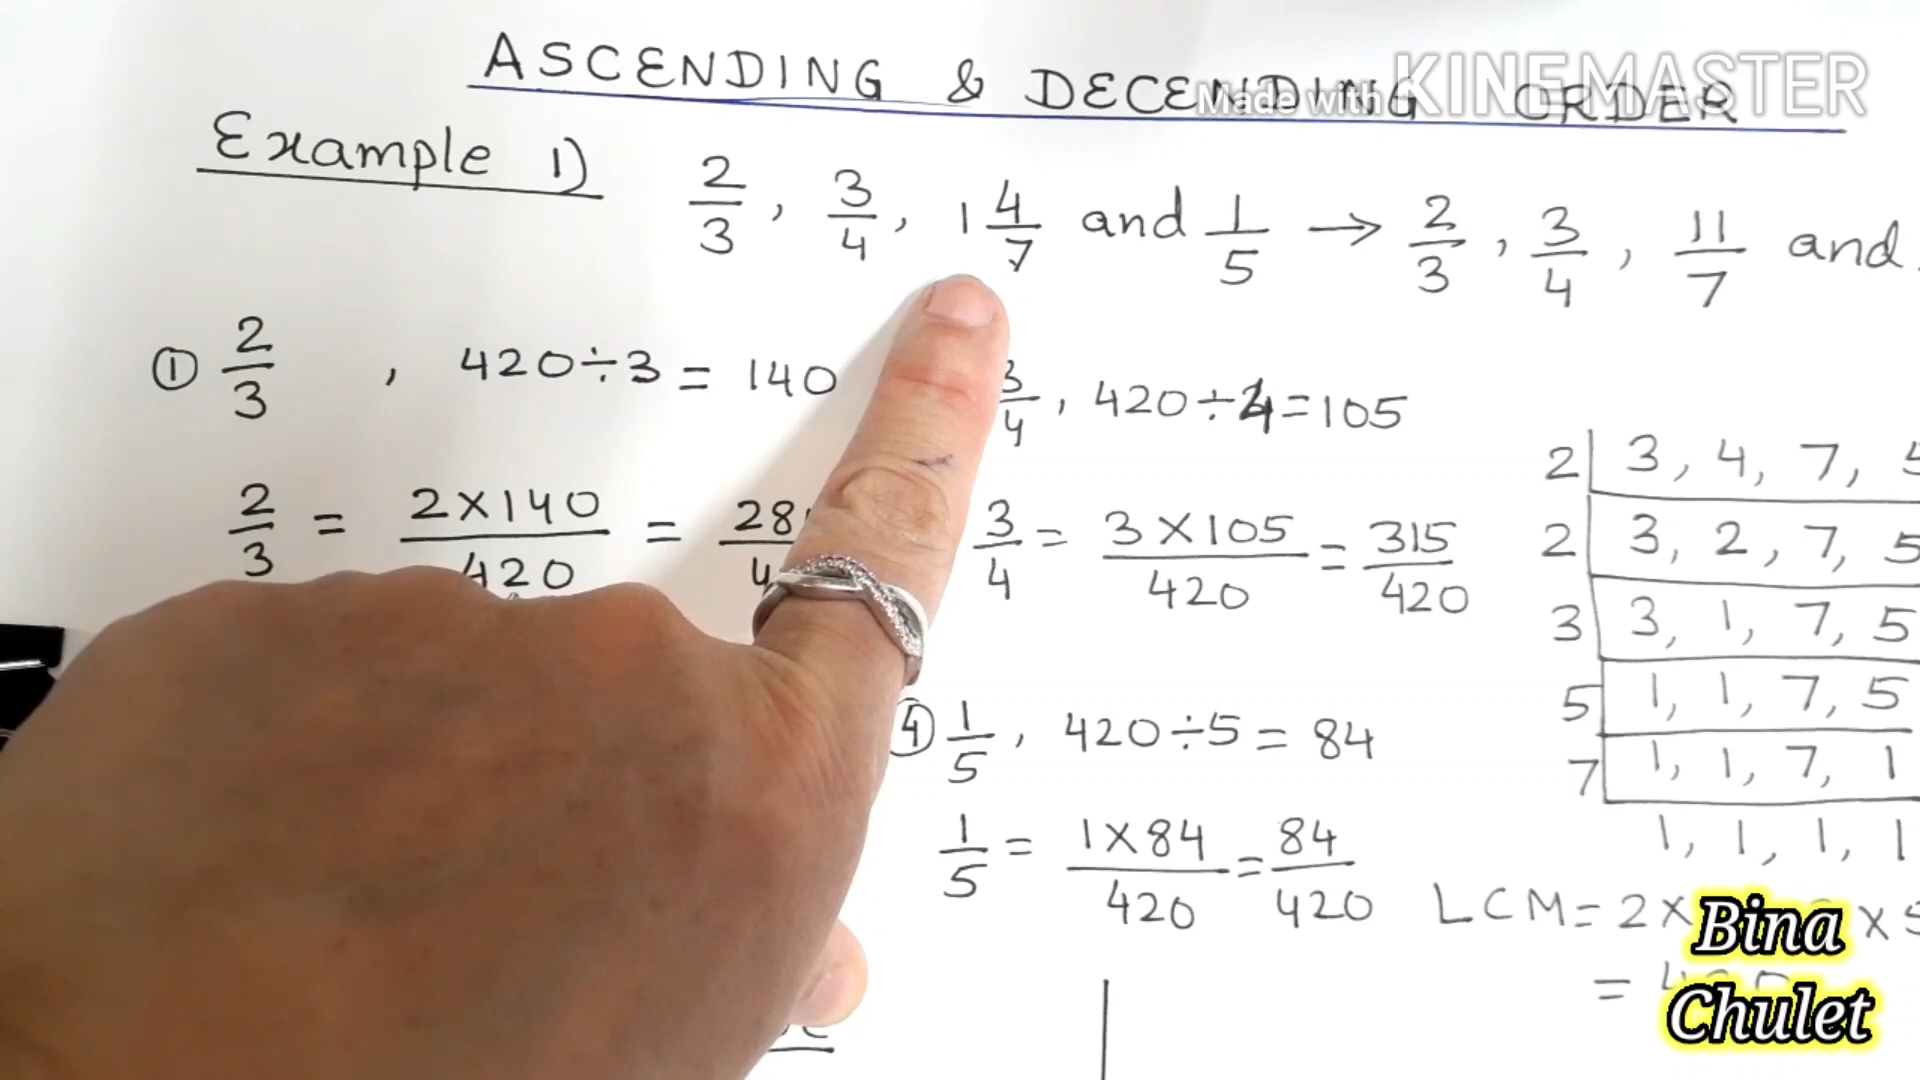 ASCENDING & DECENDING ORDER
Made with KINEMASTER
Example 1) 2/3, 3/4, 1 4/7 and 1/5 → 2/3, 3/4, 11/7 and
① 2/3, 420÷3=140
3/4, 420÷4=105
2/3 = 2×140/420 =
3/4 = 3×105/420 = 315/420
④ 1/5, 420÷5=84
1/5 = 1×84/420 = 84/420
2 | 3, 4, 7, 5
2 | 3, 2, 7, 5
3 | 3, 1, 7, 5
5 | 1, 1, 7, 5
7 | 1, 1, 7, 1
1, 1, 1, 1
LCM = 2×
Bina
Chulet